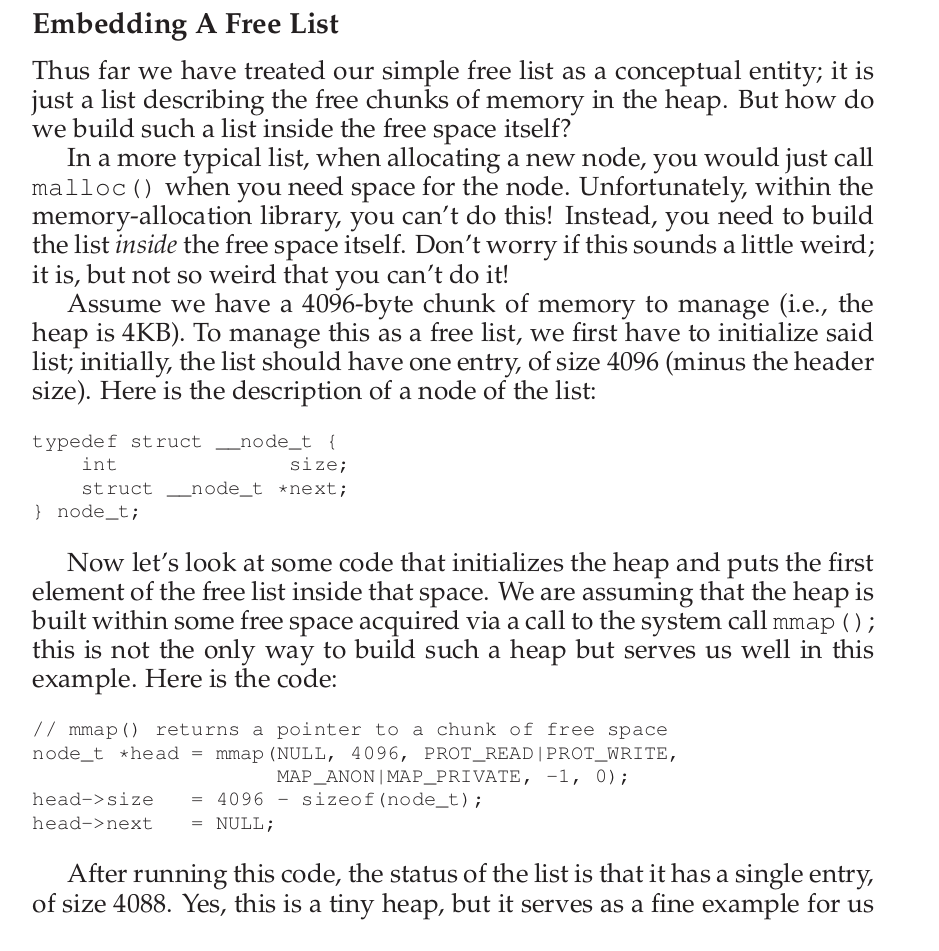 Embedding A Free List
Thus far we have treated our simple free list as a conceptual entity; it is
just a list describing the free chunks of memory in the heap. But how do
we build such a list inside the free space itself?
In a more typical list, when allocating a new node, you would just call
malloc() when you need space for the node. Unfortunately, within the
memory-allocation library, you can't do this! Instead, you need to build
the list inside the free space itself. Don't worry if this sounds a little weird;
it is, but not so weird that you can't do it!
Assume we have a 4096-byte chunk of memory to manage (i.e., the
heap is 4KB). To manage this as a free list, we first have to initialize said
list; initially, the list should have one entry, of size 4096 (minus the header
size). Here is the description of a node of the list:
typedef struct __node_t {
    int              size;
    struct __node_t *next;
} node_t;
Now let's look at some code that initializes the heap and puts the first
element of the free list inside that space. We are assuming that the heap is
built within some free space acquired via a call to the system call mmap();
this is not the only way to build such a heap but serves us well in this
example. Here is the code:
// mmap() returns a pointer to a chunk of free space
node_t *head = mmap(NULL, 4096, PROT_READ|PROT_WRITE,
                    MAP_ANON|MAP_PRIVATE, -1, 0);
head->size   = 4096 - sizeof(node_t);
head->next   = NULL;
After running this code, the status of the list is that it has a single entry,
of size 4088. Yes, this is a tiny heap, but it serves as a fine example for us